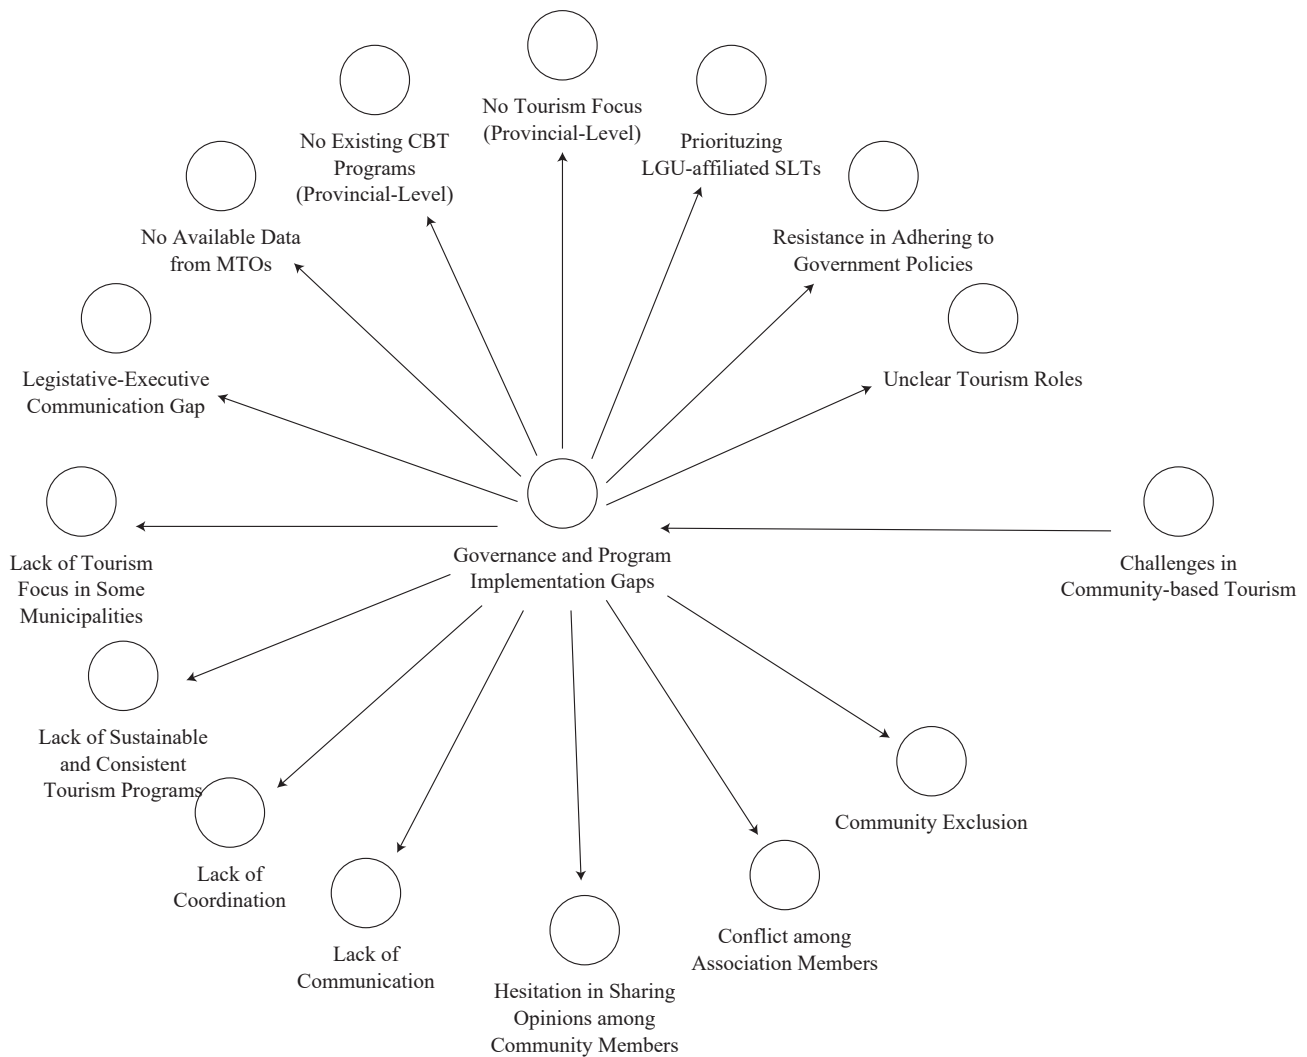 No Tourism Focus
(Provincial-Level)
No Existing CBT
Programs
(Provincial-Level)
Priorituzing
LGU-affiliated SLTs
No Available Data
from MTOs
Resistance in Adhering to
Government Policies
Legistative-Executive
Communication Gap
Unclear Tourism Roles
Lack of Tourism
Focus in Some
Municipalities
Governance and Program
Implementation Gaps
Challenges in
Community-based Tourism
Lack of Sustainable
and Consistent
Tourism Programs
Community Exclusion
Lack of
Coordination
Lack of
Communication
Conflict among
Association Members
Hesitation in Sharing
Opinions among
Community Members